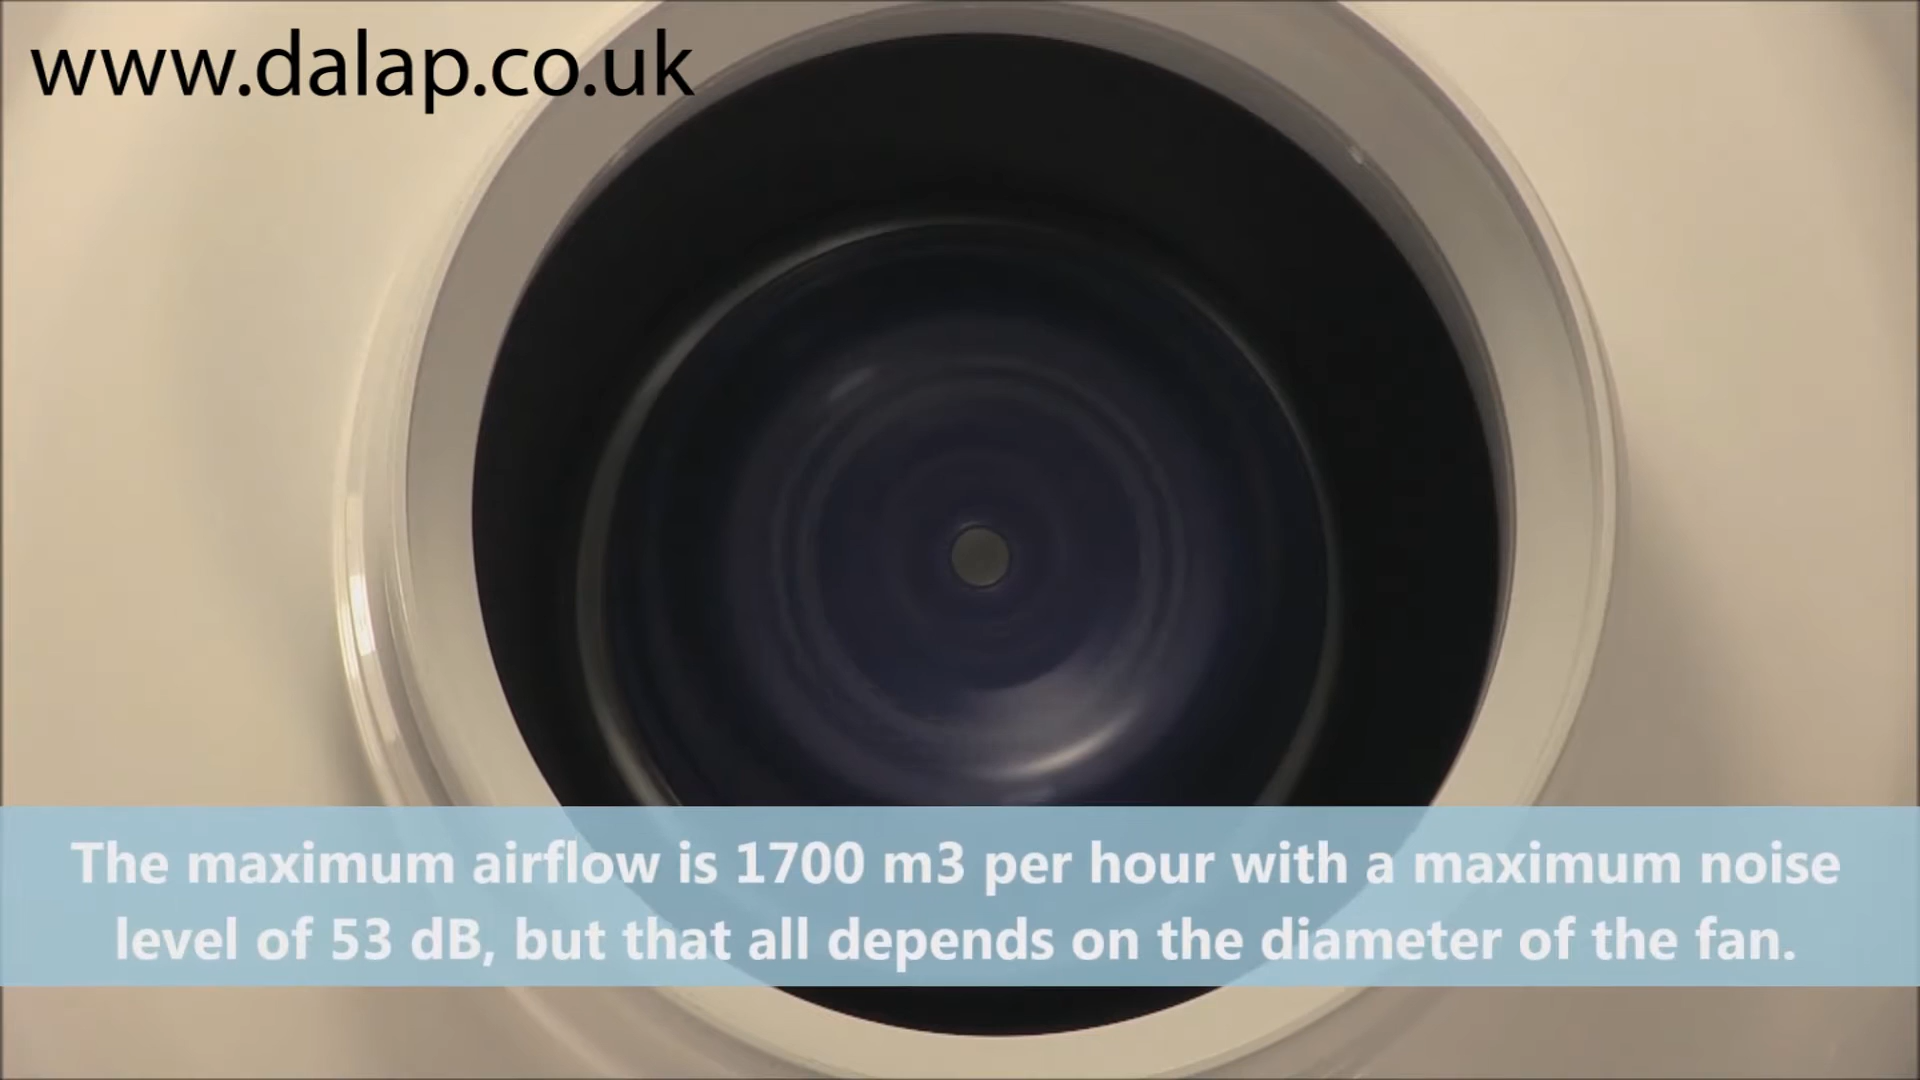 www.dalap.co.uk
The maximum airflow is 1700 m3 per hour with a maximum noise
level of 53 dB, but that all depends on the diameter of the fan.